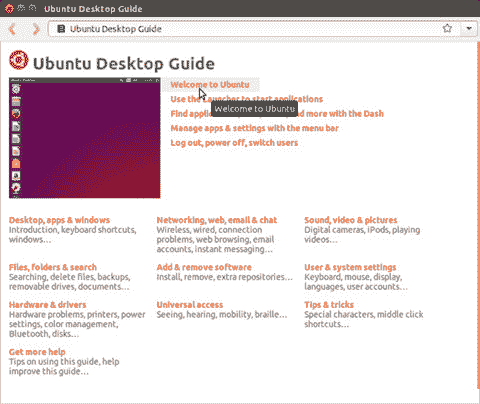 Ubuntu Desktop Guide
Ubuntu Desktop Guide
Ubuntu Desktop Guide
Welcome to Ubuntu
Use the Launcher to start applications
Welcome to Ubuntu
Find and more with the Dash
Manage apps & settings with the menu bar
Log out, power off, switch users
Desktop, apps & windows
Introduction, keyboard shortcuts,
windows…
Networking, web, email & chat
Wireless, wired, connection
problems, web browsing, email
accounts, instant messaging…
Sound, video & pictures
Digital cameras, iPods, playing
videos…
Files, folders & search
Searching, delete files, backups,
removable drives, documents…
Add & remove software
Install, remove, extra repositories…
User & system settings
Keyboard, mouse, display,
languages, user accounts…
Hardware & drivers
Hardware problems, printers, power
settings, color management,
Bluetooth, disks…
Universal access
Seeing, hearing, mobility, braille…
Tips & tricks
Special characters, middle click
shortcuts…
Get more help
Tips on using this guide, help
improve this guide…